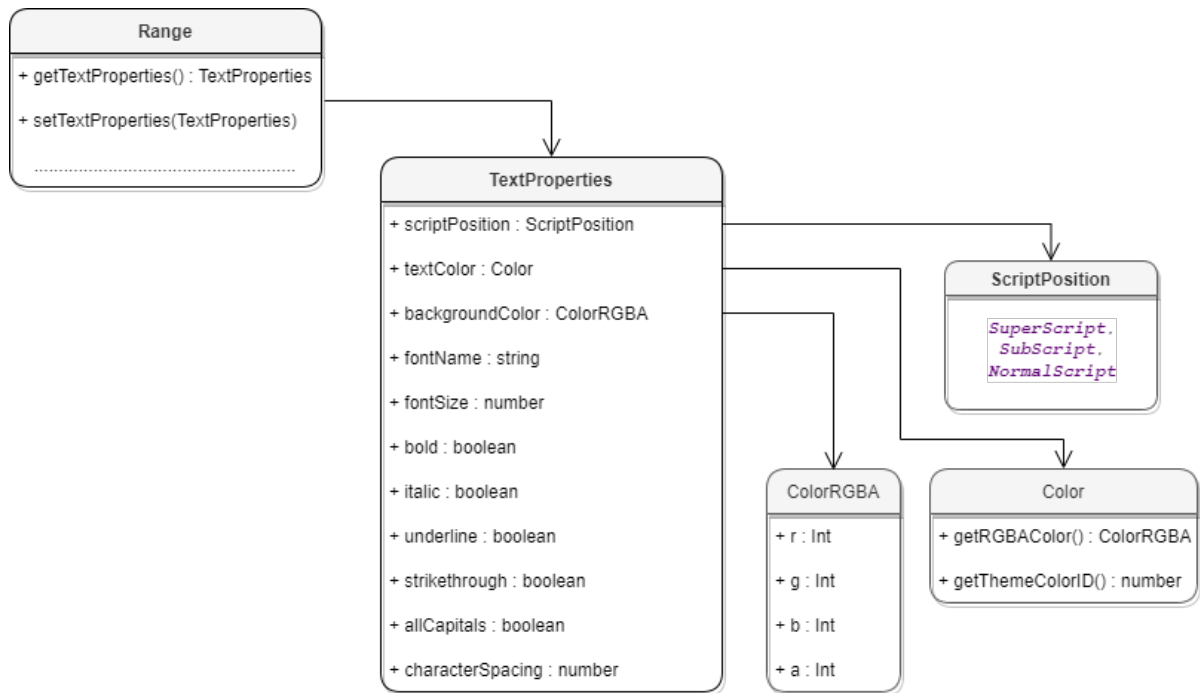 Range
+ getTextProperties() : TextProperties
+ setTextProperties(TextProperties)
TextProperties
+ scriptPosition : ScriptPosition
+ textColor : Color
+ backgroundColor : ColorRGBA
+ fontName : string
+ fontSize : number
+ bold : boolean
+ italic : boolean
+ underline : boolean
+ strikethrough : boolean
+ allCapitals : boolean
+ characterSpacing : number
ScriptPosition
SuperScript,
SubScript,
NormalScript
ColorRGBA
+ r : Int
+ g : Int
+ b : Int
+ a : Int
Color
+ getRGBAColor() : ColorRGBA
+ getThemeColorID() : number